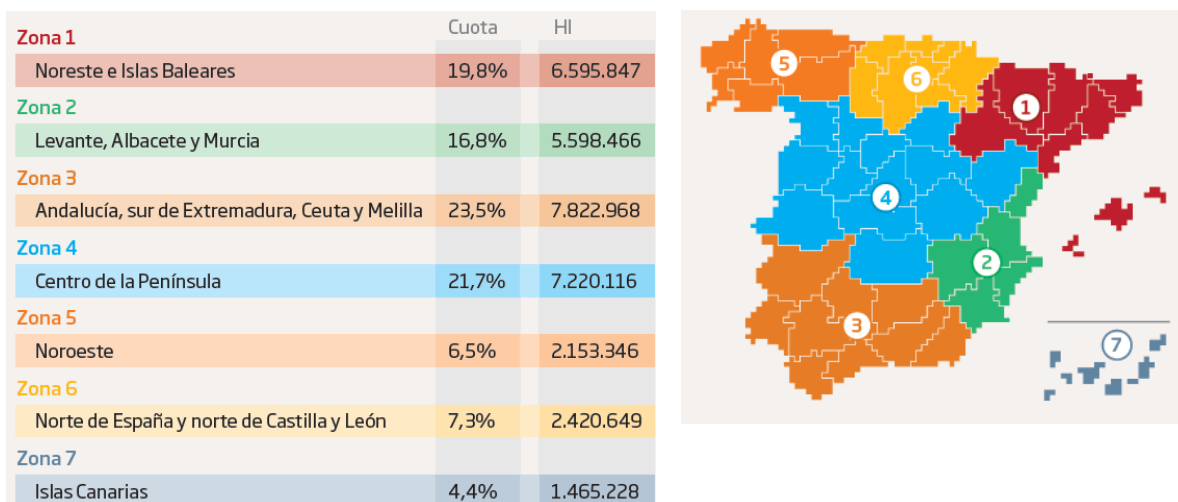 Cuota HI
Zona 1
Noreste e Islas Baleares 19,8% 6.595.847
Zona 2
Levante, Albacete y Murcia 16,8% 5.598.466
Zona 3
Andalucía, sur de Extremadura, Ceuta y Melilla 23,5% 7.822.968
Zona 4
Centro de la Península 21,7% 7.220.116
Zona 5
Noroeste 6,5% 2.153.346
Zona 6
Norte de España y norte de Castilla y León 7,3% 2.420.649
Zona 7
Islas Canarias 4,4% 1.465.228
5
6
1
4
2
3
7